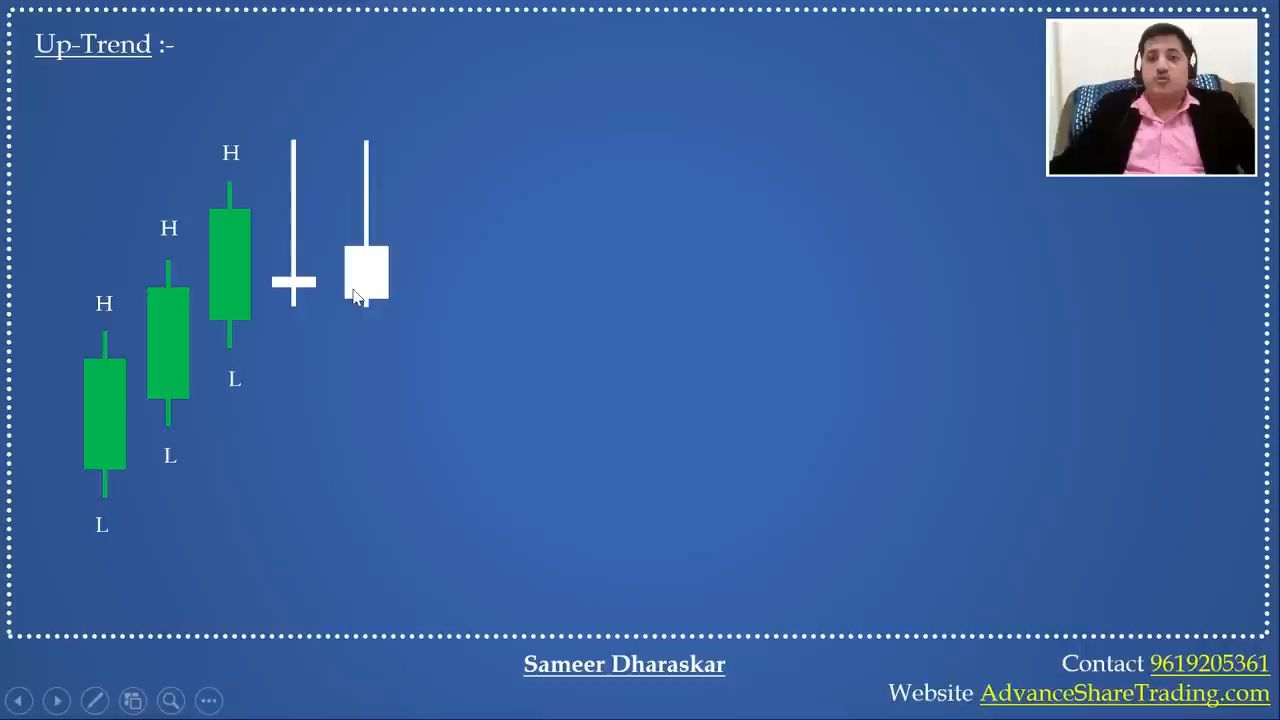 Up-Trend :-
H
H
H
L
L
L
Sameer Dharaskar
Contact 9619205361
Website AdvanceShareTrading.com